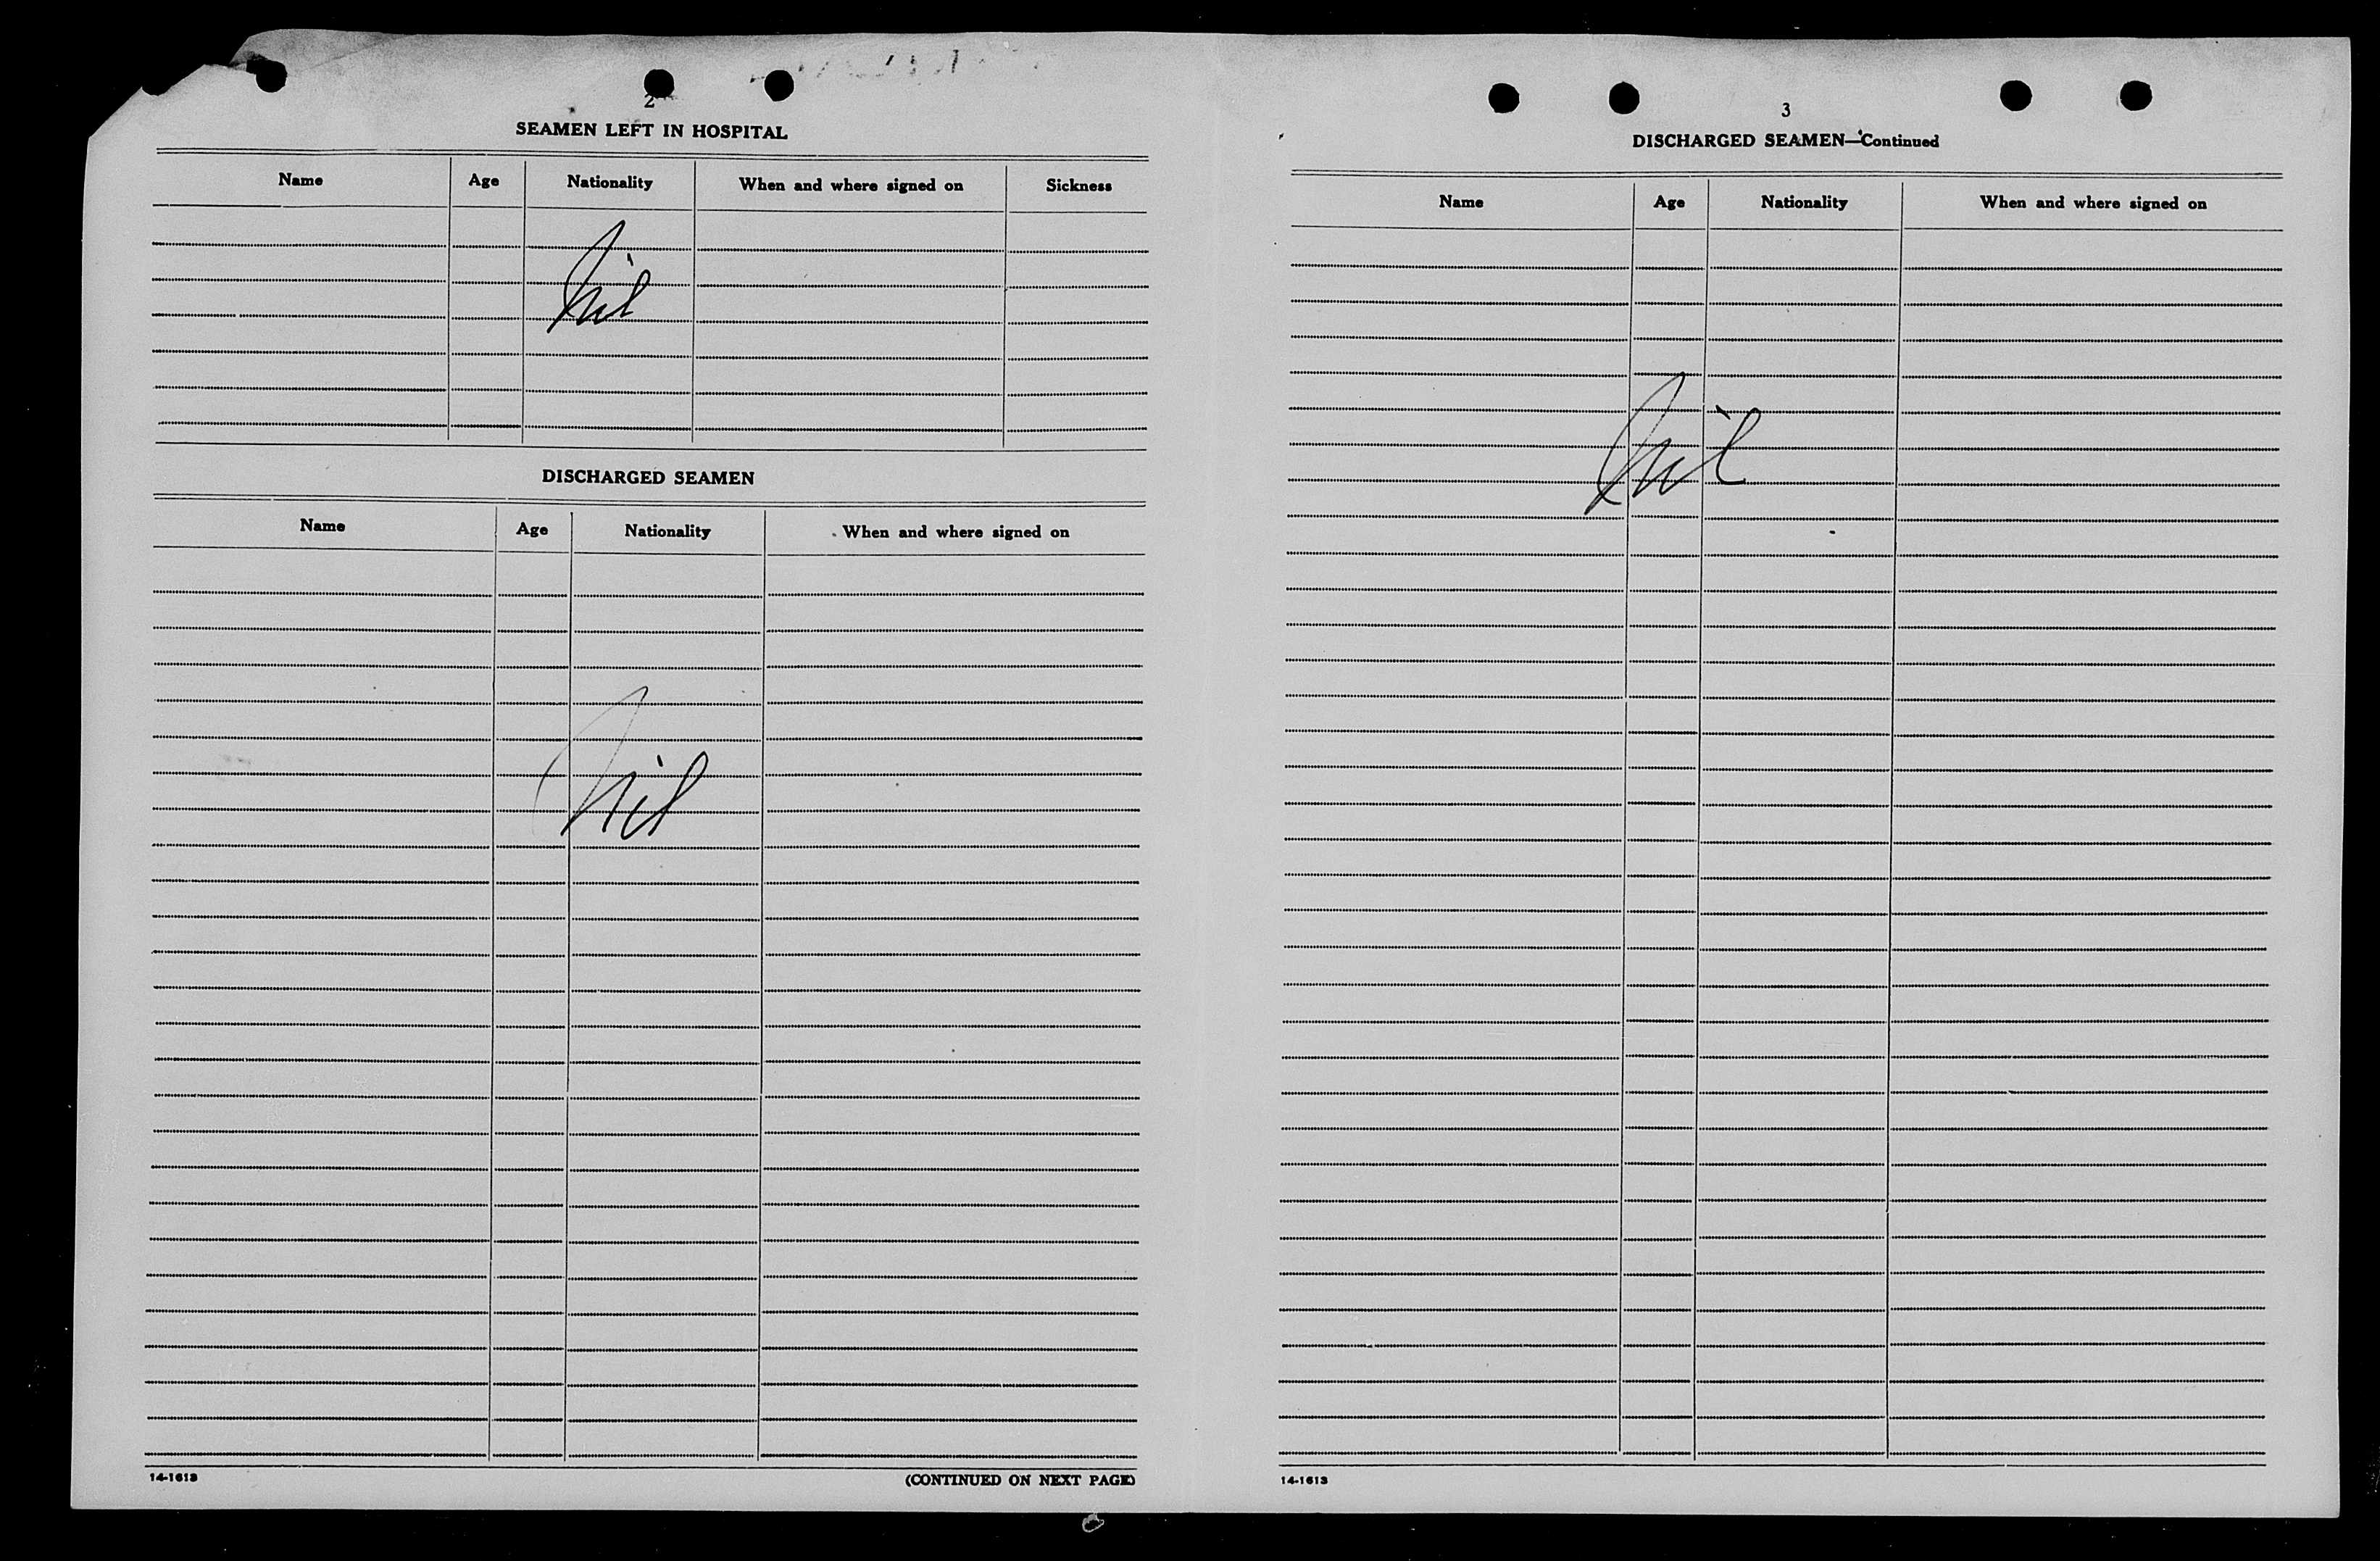 2
SEAMEN LEFT IN HOSPITAL
Name Age Nationality When and where signed on Sickness
Nil
DISCHARGED SEAMEN
Name Age Nationality When and where signed on
Nil
14-1613 (CONTINUED ON NEXT PAGE)
3
DISCHARGED SEAMEN—Continued
Name Age Nationality When and where signed on
Nil
14-1613